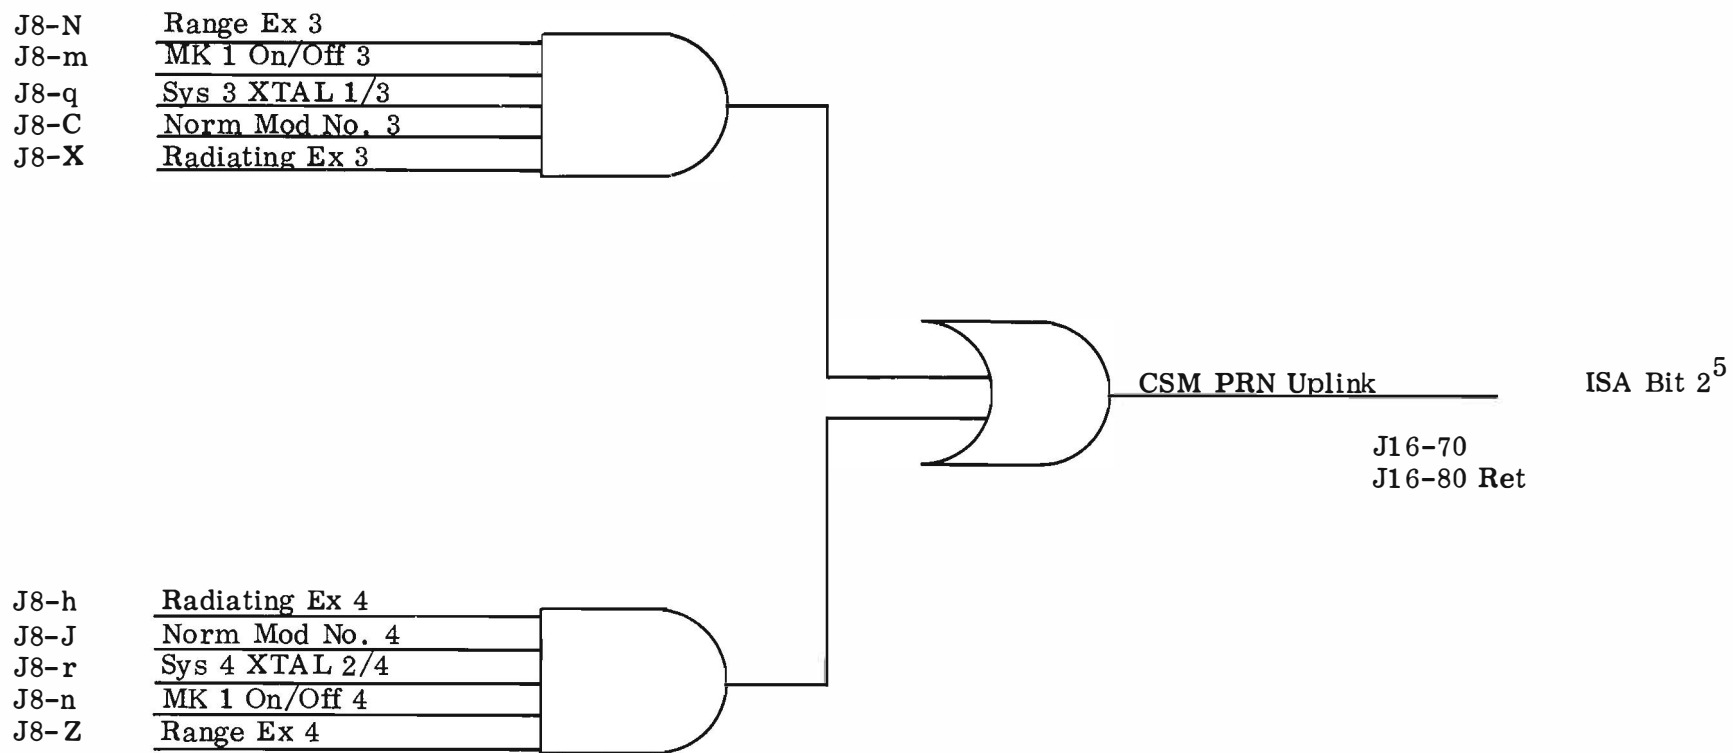 J8-N Range Ex 3
J8-m MK 1 On/Off 3
J8-q Sys 3 XTAL 1/3
J8-C Norm Mod No. 3
J8-X Radiating Ex 3
CSM PRN Uplink ISA Bit 2^5
J16-70
J16-80 Ret
J8-h Radiating Ex 4
J8-J Norm Mod No. 4
J8-r Sys 4 XTAL 2/4
J8-n MK 1 On/Off 4
J8-Z Range Ex 4